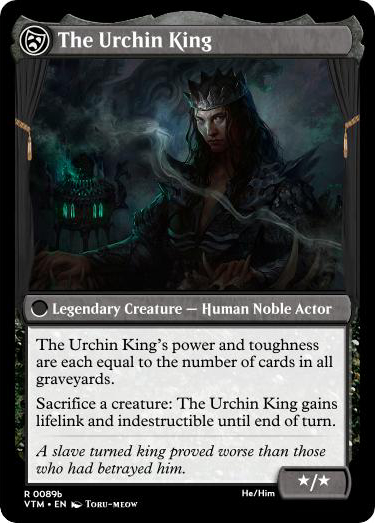 The Urchin King
Legendary Creature — Human Noble Actor
The Urchin King's power and toughness
are each equal to the number of cards in all
graveyards.
Sacrifice a creature: The Urchin King gains
lifelink and indestructible until end of turn.
A slave turned king proved worse than those
who had betrayed him.
★/★
R 0089b
He/Him
VTM • EN Toru-meow